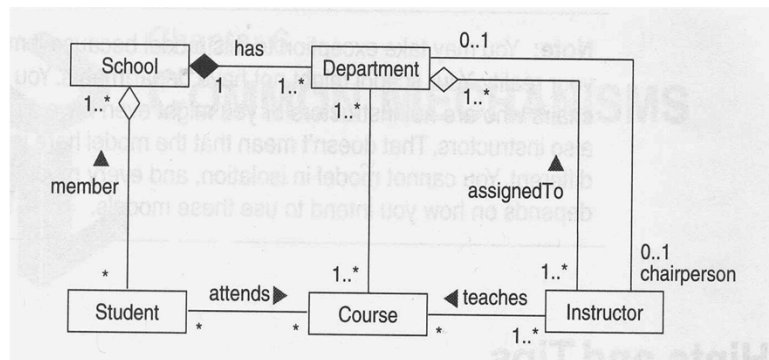 0..1
has
School
Department
1..*
1
1..*
1..*
1..*
member
assignedTo
*
1..*
1..*
0..1
chairperson
attends
teaches
Student
Course
Instructor
*
*
*
1..*